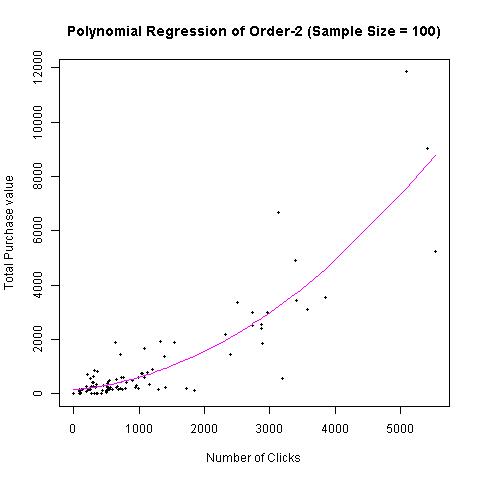 Polynomial Regression of Order-2 (Sample Size = 100)
12000
10000
8000
6000
4000
2000
0
Total Purchase value
0 1000 2000 3000 4000 5000
Number of Clicks